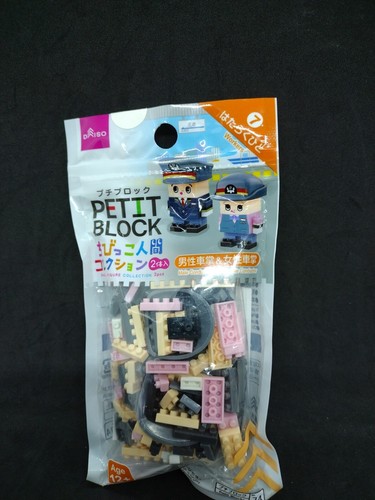 DAISO
7
はたらくひと
プチブロック
PETIT
BLOCK
ちびっこ人間
コレクション
2体入
男性車掌&女性車掌
Age
12+